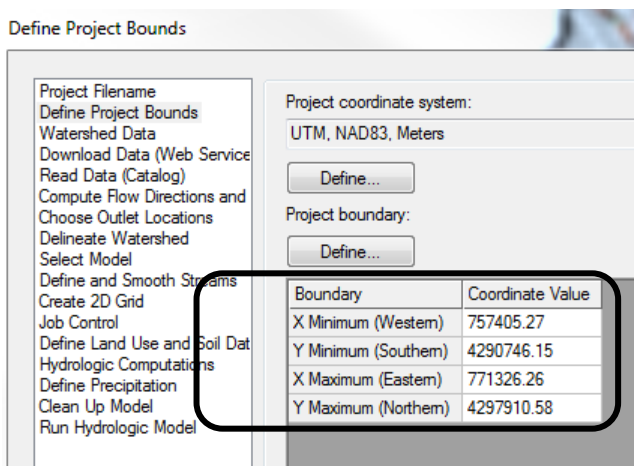 Define Project Bounds
Project Filename
Define Project Bounds
Watershed Data
Download Data (Web Service
Read Data (Catalog)
Compute Flow Directions and
Choose Outlet Locations
Delineate Watershed
Select Model
Define and Smooth Streams
Create 2D Grid
Job Control
Define Land Use and Soil Dat
Hydrologic Computations
Define Precipitation
Clean Up Model
Run Hydrologic Model
Project coordinate system:
UTM, NAD83, Meters
Define...
Project boundary:
Define...
Boundary Coordinate Value
X Minimum (Western) 757405.27
Y Minimum (Southern) 4290746.15
X Maximum (Eastern) 771326.26
Y Maximum (Northern) 4297910.58